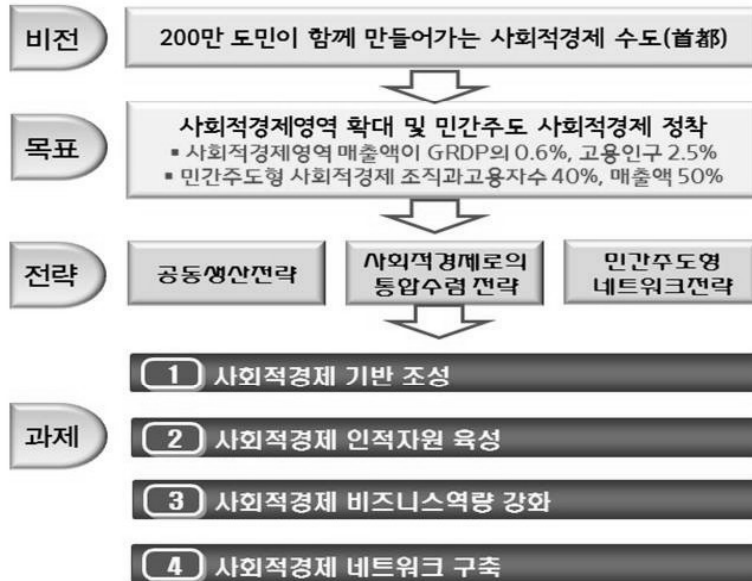 비전
200만 도민이 함께 만들어가는 사회적경제 수도(首都)
목표
사회적경제영역 확대 및 민간주도 사회적경제 정착
▪ 사회적경제영역 매출액이 GRDP의 0.6%, 고용인구 2.5%
▪ 민간주도형 사회적경제 조직과고용자수 40%, 매출액 50%
전략
공동생산전략
사회적경제로의
통합수렴 전략
민간주도형
네트워크전략
과제
1 사회적경제 기반 조성
2 사회적경제 인적자원 육성
3 사회적경제 비즈니스역량 강화
4 사회적경제 네트워크 구축